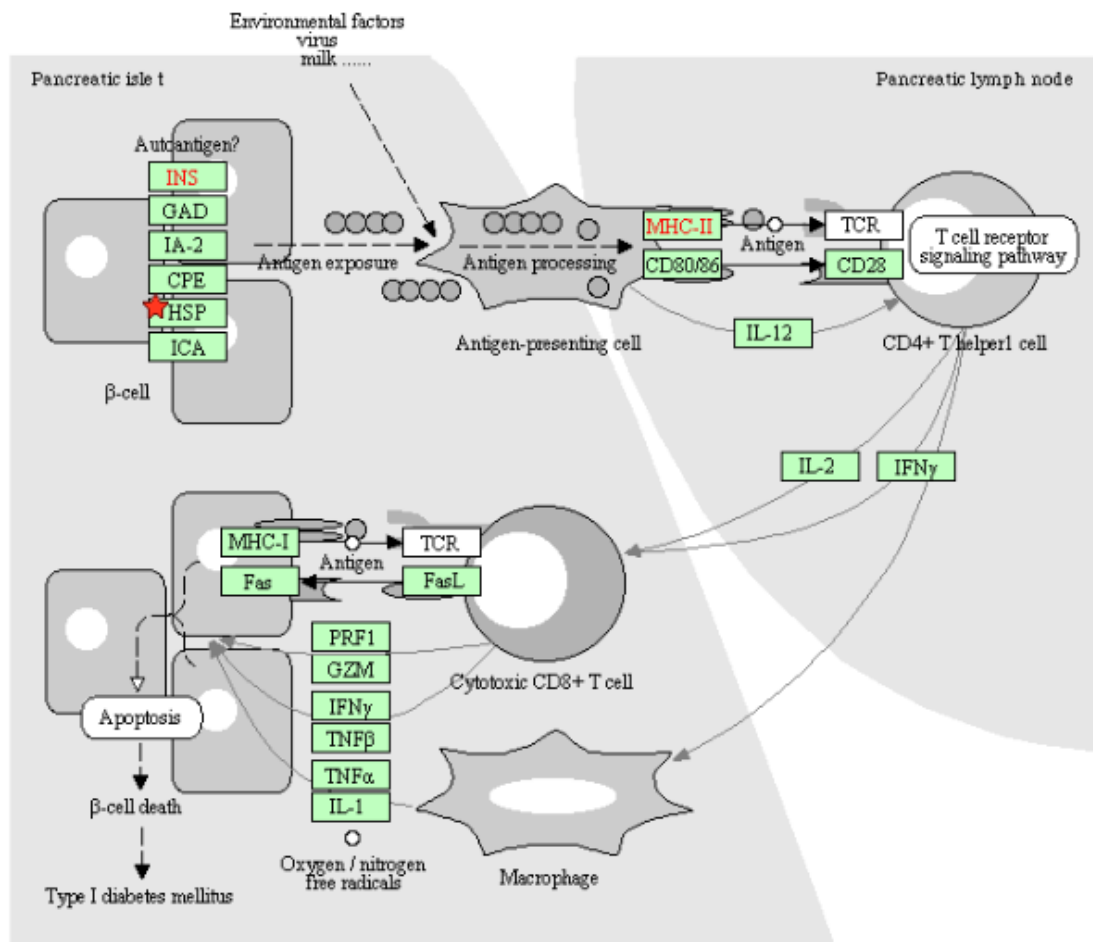 Environmental factors
virus
milk ......
Pancreatic isle t
Pancreatic lymph node
Autoantigen?
INS
GAD
IA-2
CPE
HSP
ICA
β-cell
Antigen exposure
Antigen processing
MHC-II
CD80/86
Antigen
TCR
CD28
T cell receptor
signaling pathway
IL-12
Antigen-presenting cell
CD4+ T helper1 cell
IL-2
IFNγ
MHC-I
Fas
Antigen
TCR
FasL
PRF1
GZM
IFNγ
TNFβ
TNFα
IL-1
Cytotoxic CD8+ T cell
Apoptosis
β-cell death
Type I diabetes mellitus
Oxygen / nitrogen
free radicals
Macrophage